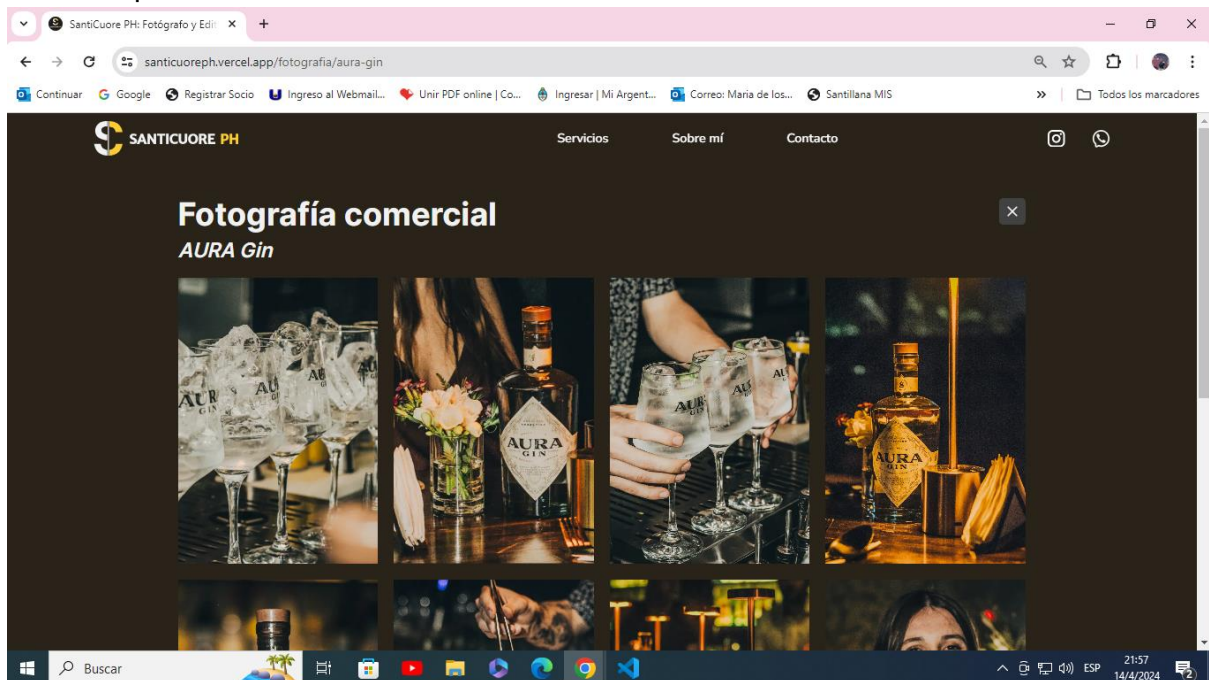 SantiCuore PH: Fotógrafo y Edit
santicuoreph.vercel.app/fotografia/aura-gin
Continuar Google Registrar Socio Ingreso al Webmail... Unir PDF online | Co... Ingresar | Mi Argent... Correo: Maria de los... Santillana MIS » Todos los marcadores
SANTICUORE PH Servicios Sobre mí Contacto
Fotografía comercial
AURA Gin
AURA GIN
AURA GIN
AURA
AURA GIN
Buscar ESP 21:57
14/4/2024 2